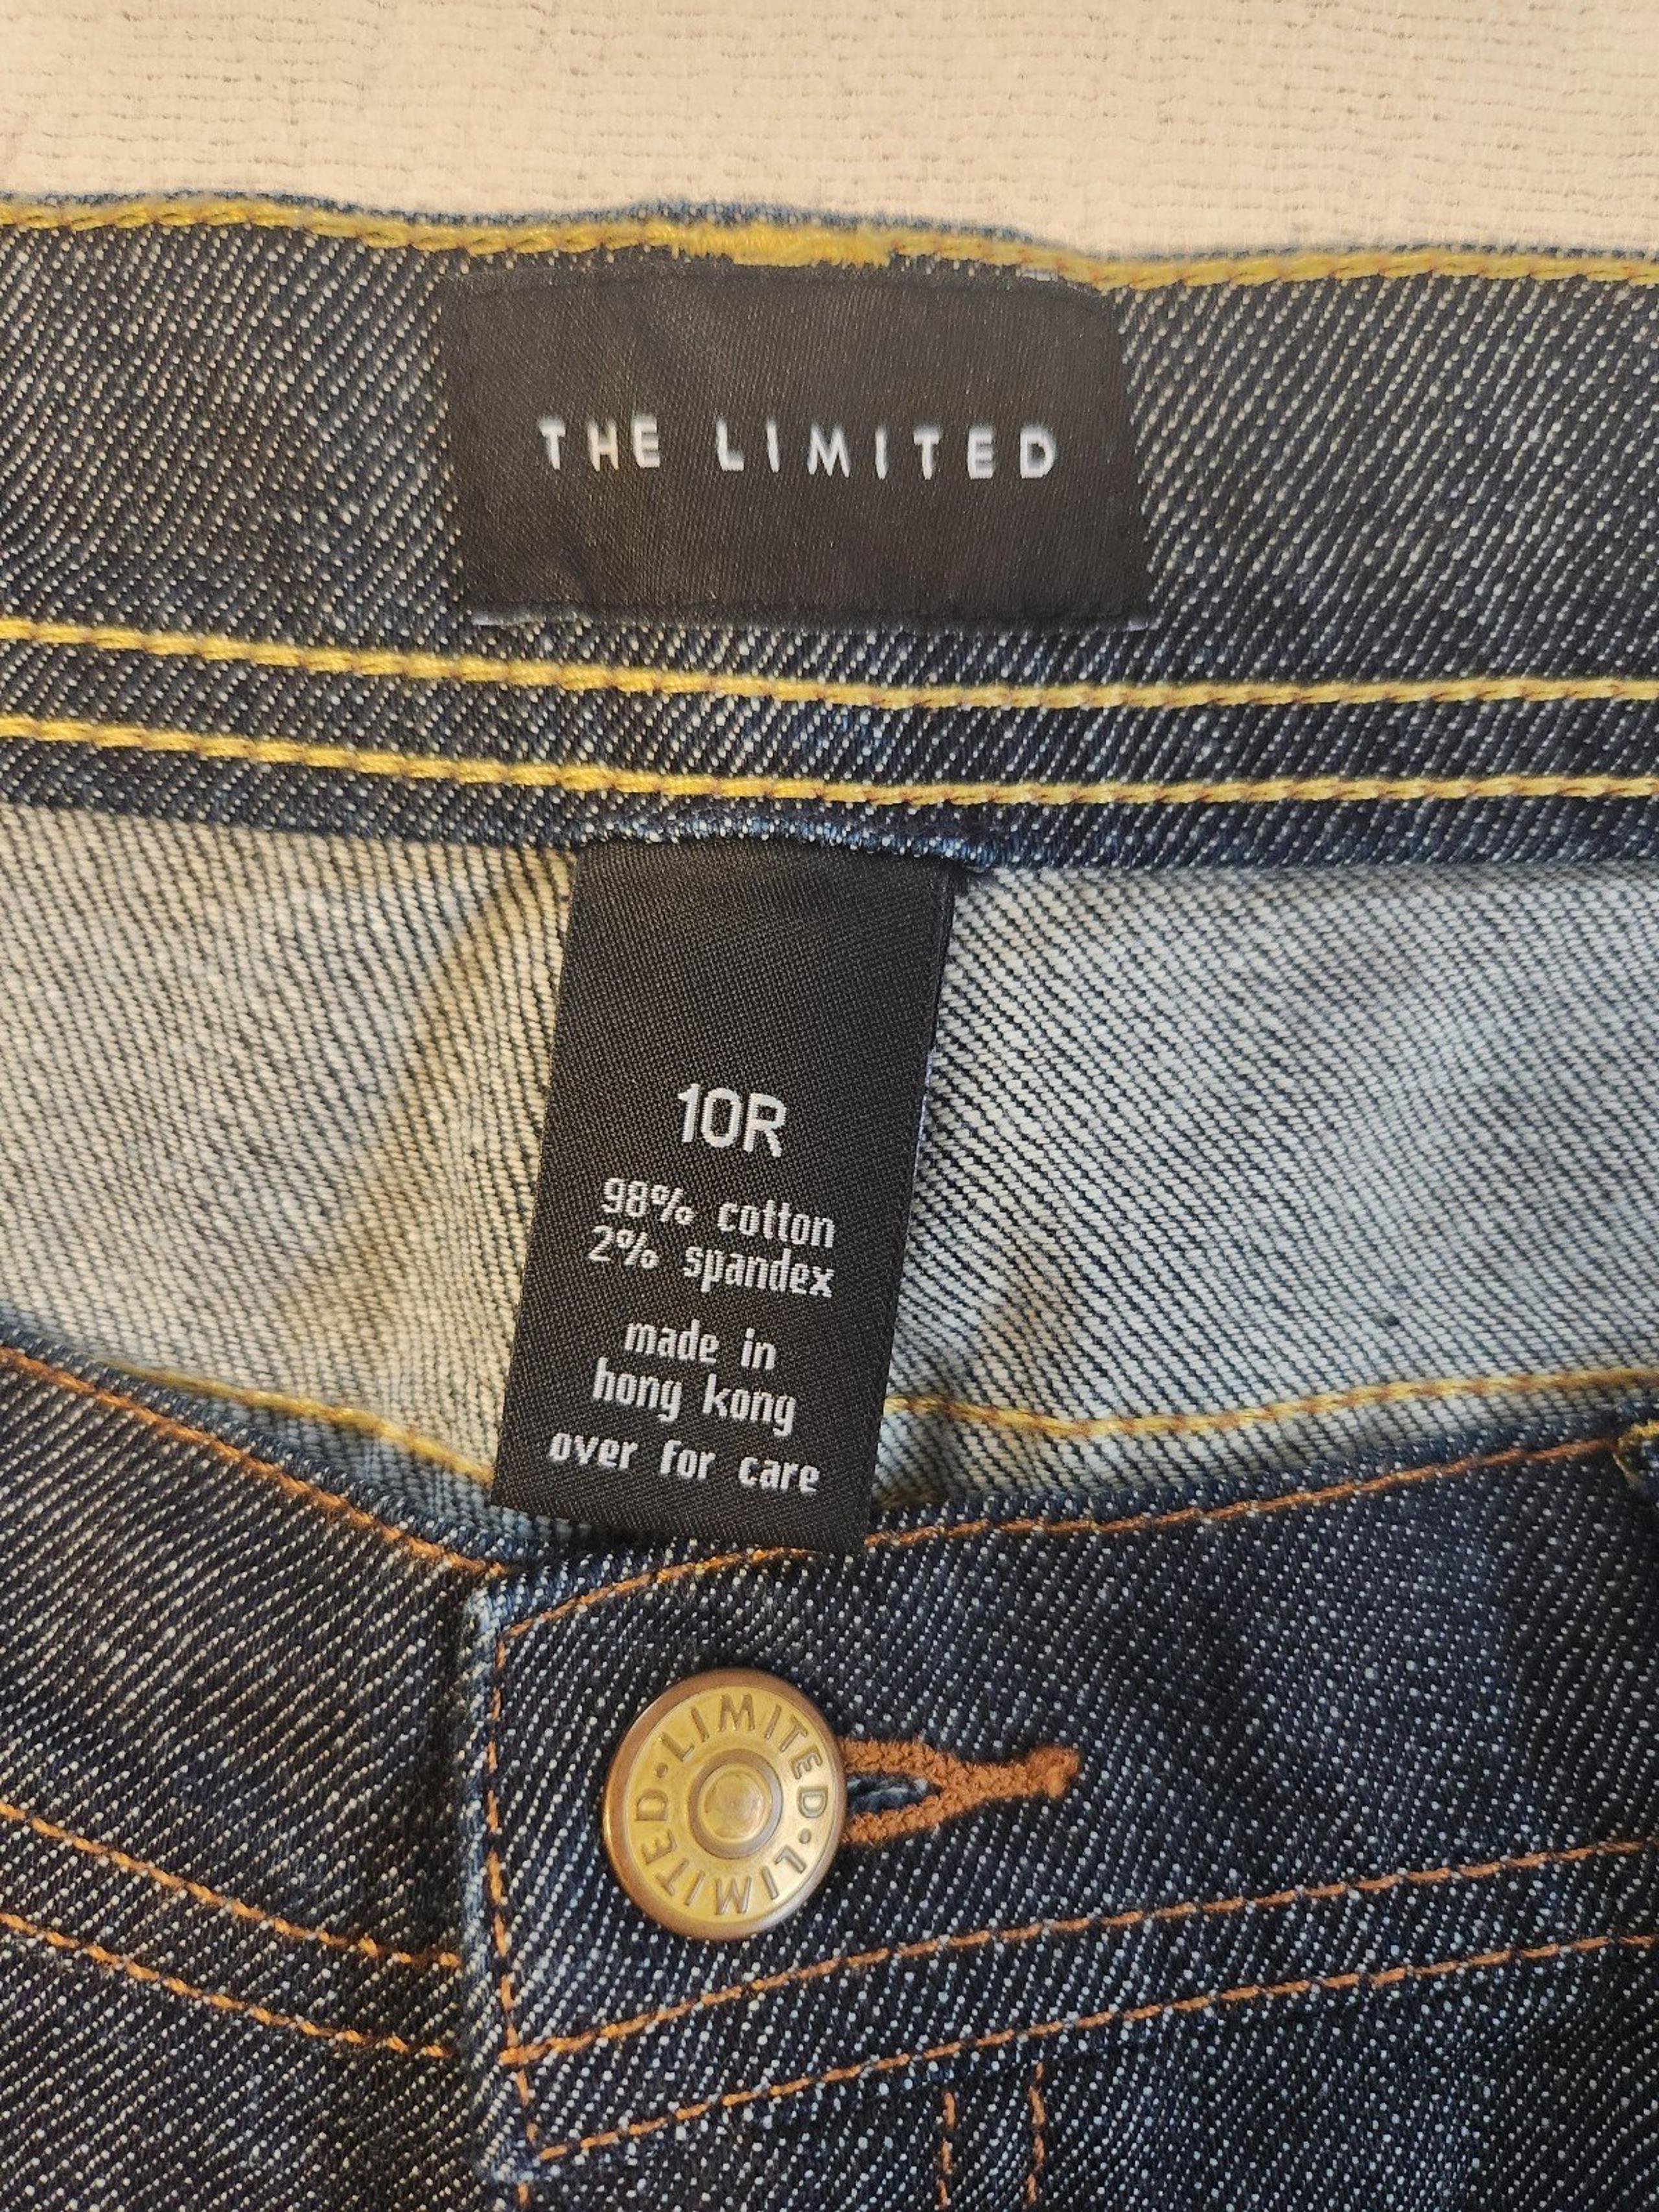 THE LIMITED
10R
98% cotton
2% spandex
made in
hong kong
over for care
LIMITED • LIMITED •